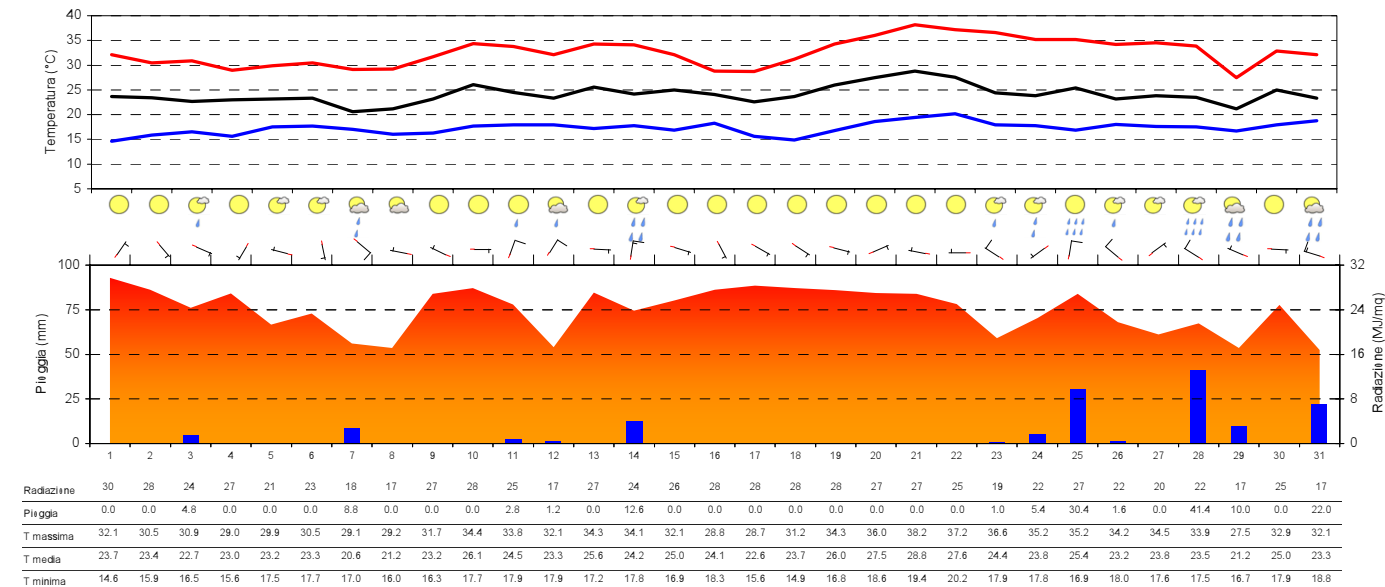 40
35
30
25
20
15
10
5
Temperatura (°C)
100
75
50
25
0
Pioggia (mm)
32
24
16
8
0
Radiazione (MJ/mq)
1 2 3 4 5 6 7 8 9 10 11 12 13 14 15 16 17 18 19 20 21 22 23 24 25 26 27 28 29 30 31
Radiazione 30 28 24 27 21 23 18 17 27 28 25 17 27 24 26 28 28 28 28 27 27 25 19 22 27 22 20 22 17 25 17
Pioggia 0.0 0.0 4.8 0.0 0.0 0.0 8.8 0.0 0.0 0.0 2.8 1.2 0.0 12.6 0.0 0.0 0.0 0.0 0.0 0.0 0.0 0.0 1.0 5.4 30.4 1.6 0.0 41.4 10.0 0.0 22.0
T massima 32.1 30.5 30.9 29.0 29.9 30.5 29.1 29.2 31.7 34.4 33.8 32.1 34.3 34.1 32.1 28.8 28.7 31.2 34.3 36.0 38.2 37.2 36.6 35.2 35.2 34.2 34.5 33.9 27.5 32.9 32.1
T media 23.7 23.4 22.7 23.0 23.2 23.3 20.6 21.2 23.2 26.1 24.5 23.3 25.6 24.2 25.0 24.1 22.6 23.7 26.0 27.5 28.8 27.6 24.4 23.8 25.4 23.2 23.8 23.5 21.2 25.0 23.3
T minima 14.6 15.9 16.5 15.6 17.5 17.7 17.0 16.0 16.3 17.7 17.9 17.9 17.2 17.8 16.9 18.3 15.6 14.9 16.8 18.6 19.4 20.2 17.9 17.8 16.9 18.0 17.6 17.5 16.7 17.9 18.8